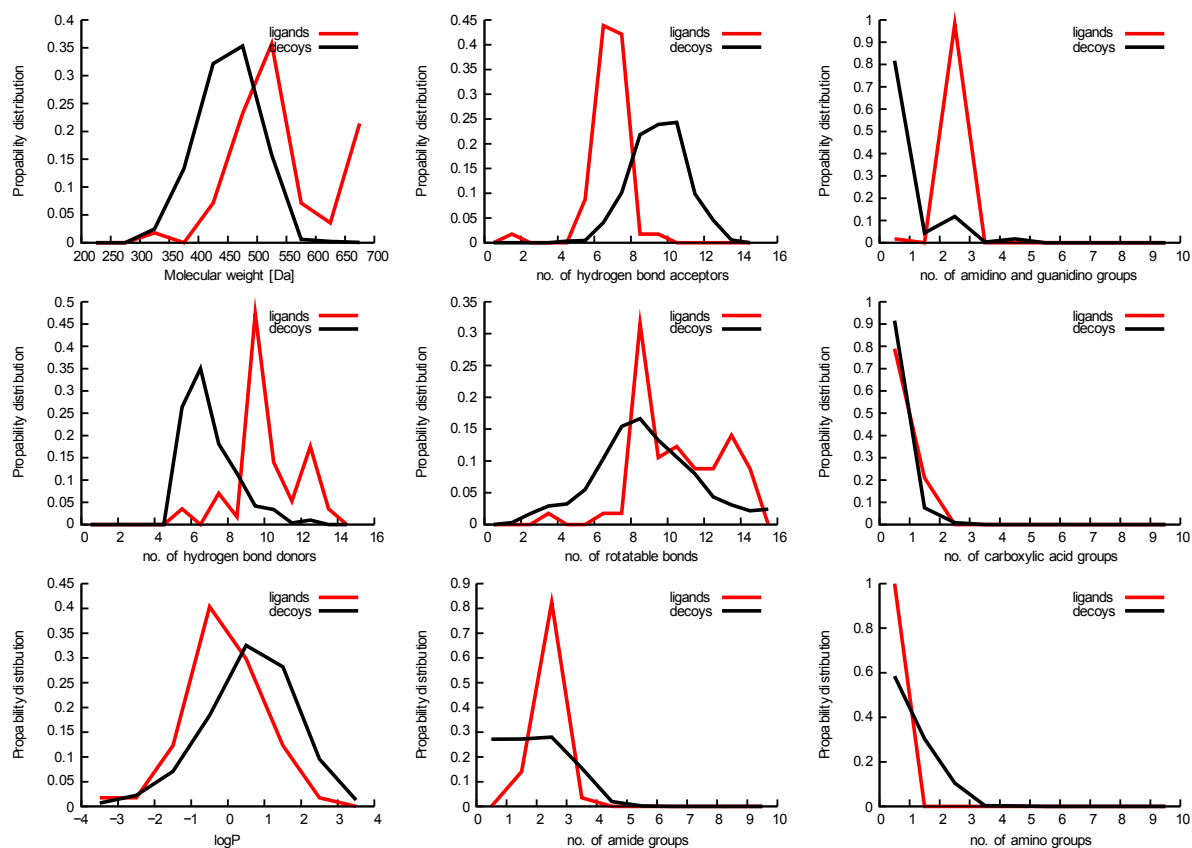 Propability distribution
0.4
0.35
0.3
0.25
0.2
0.15
0.1
0.05
0
ligands
decoys
200 250 300 350 400 450 500 550 600 650 700
Molecular weight [Da]
Propability distribution
0.45
0.4
0.35
0.3
0.25
0.2
0.15
0.1
0.05
0
ligands
decoys
0 2 4 6 8 10 12 14 16
no. of hydrogen bond acceptors
Propability distribution
1
0.9
0.8
0.7
0.6
0.5
0.4
0.3
0.2
0.1
0
ligands
decoys
0 1 2 3 4 5 6 7 8 9 10
no. of amidino and guanidino groups
Propability distribution
0.5
0.45
0.4
0.35
0.3
0.25
0.2
0.15
0.1
0.05
0
ligands
decoys
0 2 4 6 8 10 12 14 16
no. of hydrogen bond donors
Propability distribution
0.35
0.3
0.25
0.2
0.15
0.1
0.05
0
ligands
decoys
0 2 4 6 8 10 12 14 16
no. of rotatable bonds
Propability distribution
1
0.9
0.8
0.7
0.6
0.5
0.4
0.3
0.2
0.1
0
ligands
decoys
0 1 2 3 4 5 6 7 8 9 10
no. of carboxylic acid groups
Propability distribution
0.45
0.4
0.35
0.3
0.25
0.2
0.15
0.1
0.05
0
ligands
decoys
−4 −3 −2 −1 0 1 2 3 4
logP
Propability distribution
0.9
0.8
0.7
0.6
0.5
0.4
0.3
0.2
0.1
0
ligands
decoys
0 1 2 3 4 5 6 7 8 9 10
no. of amide groups
Propability distribution
1
0.8
0.6
0.4
0.2
0
ligands
decoys
0 1 2 3 4 5 6 7 8 9 10
no. of amino groups